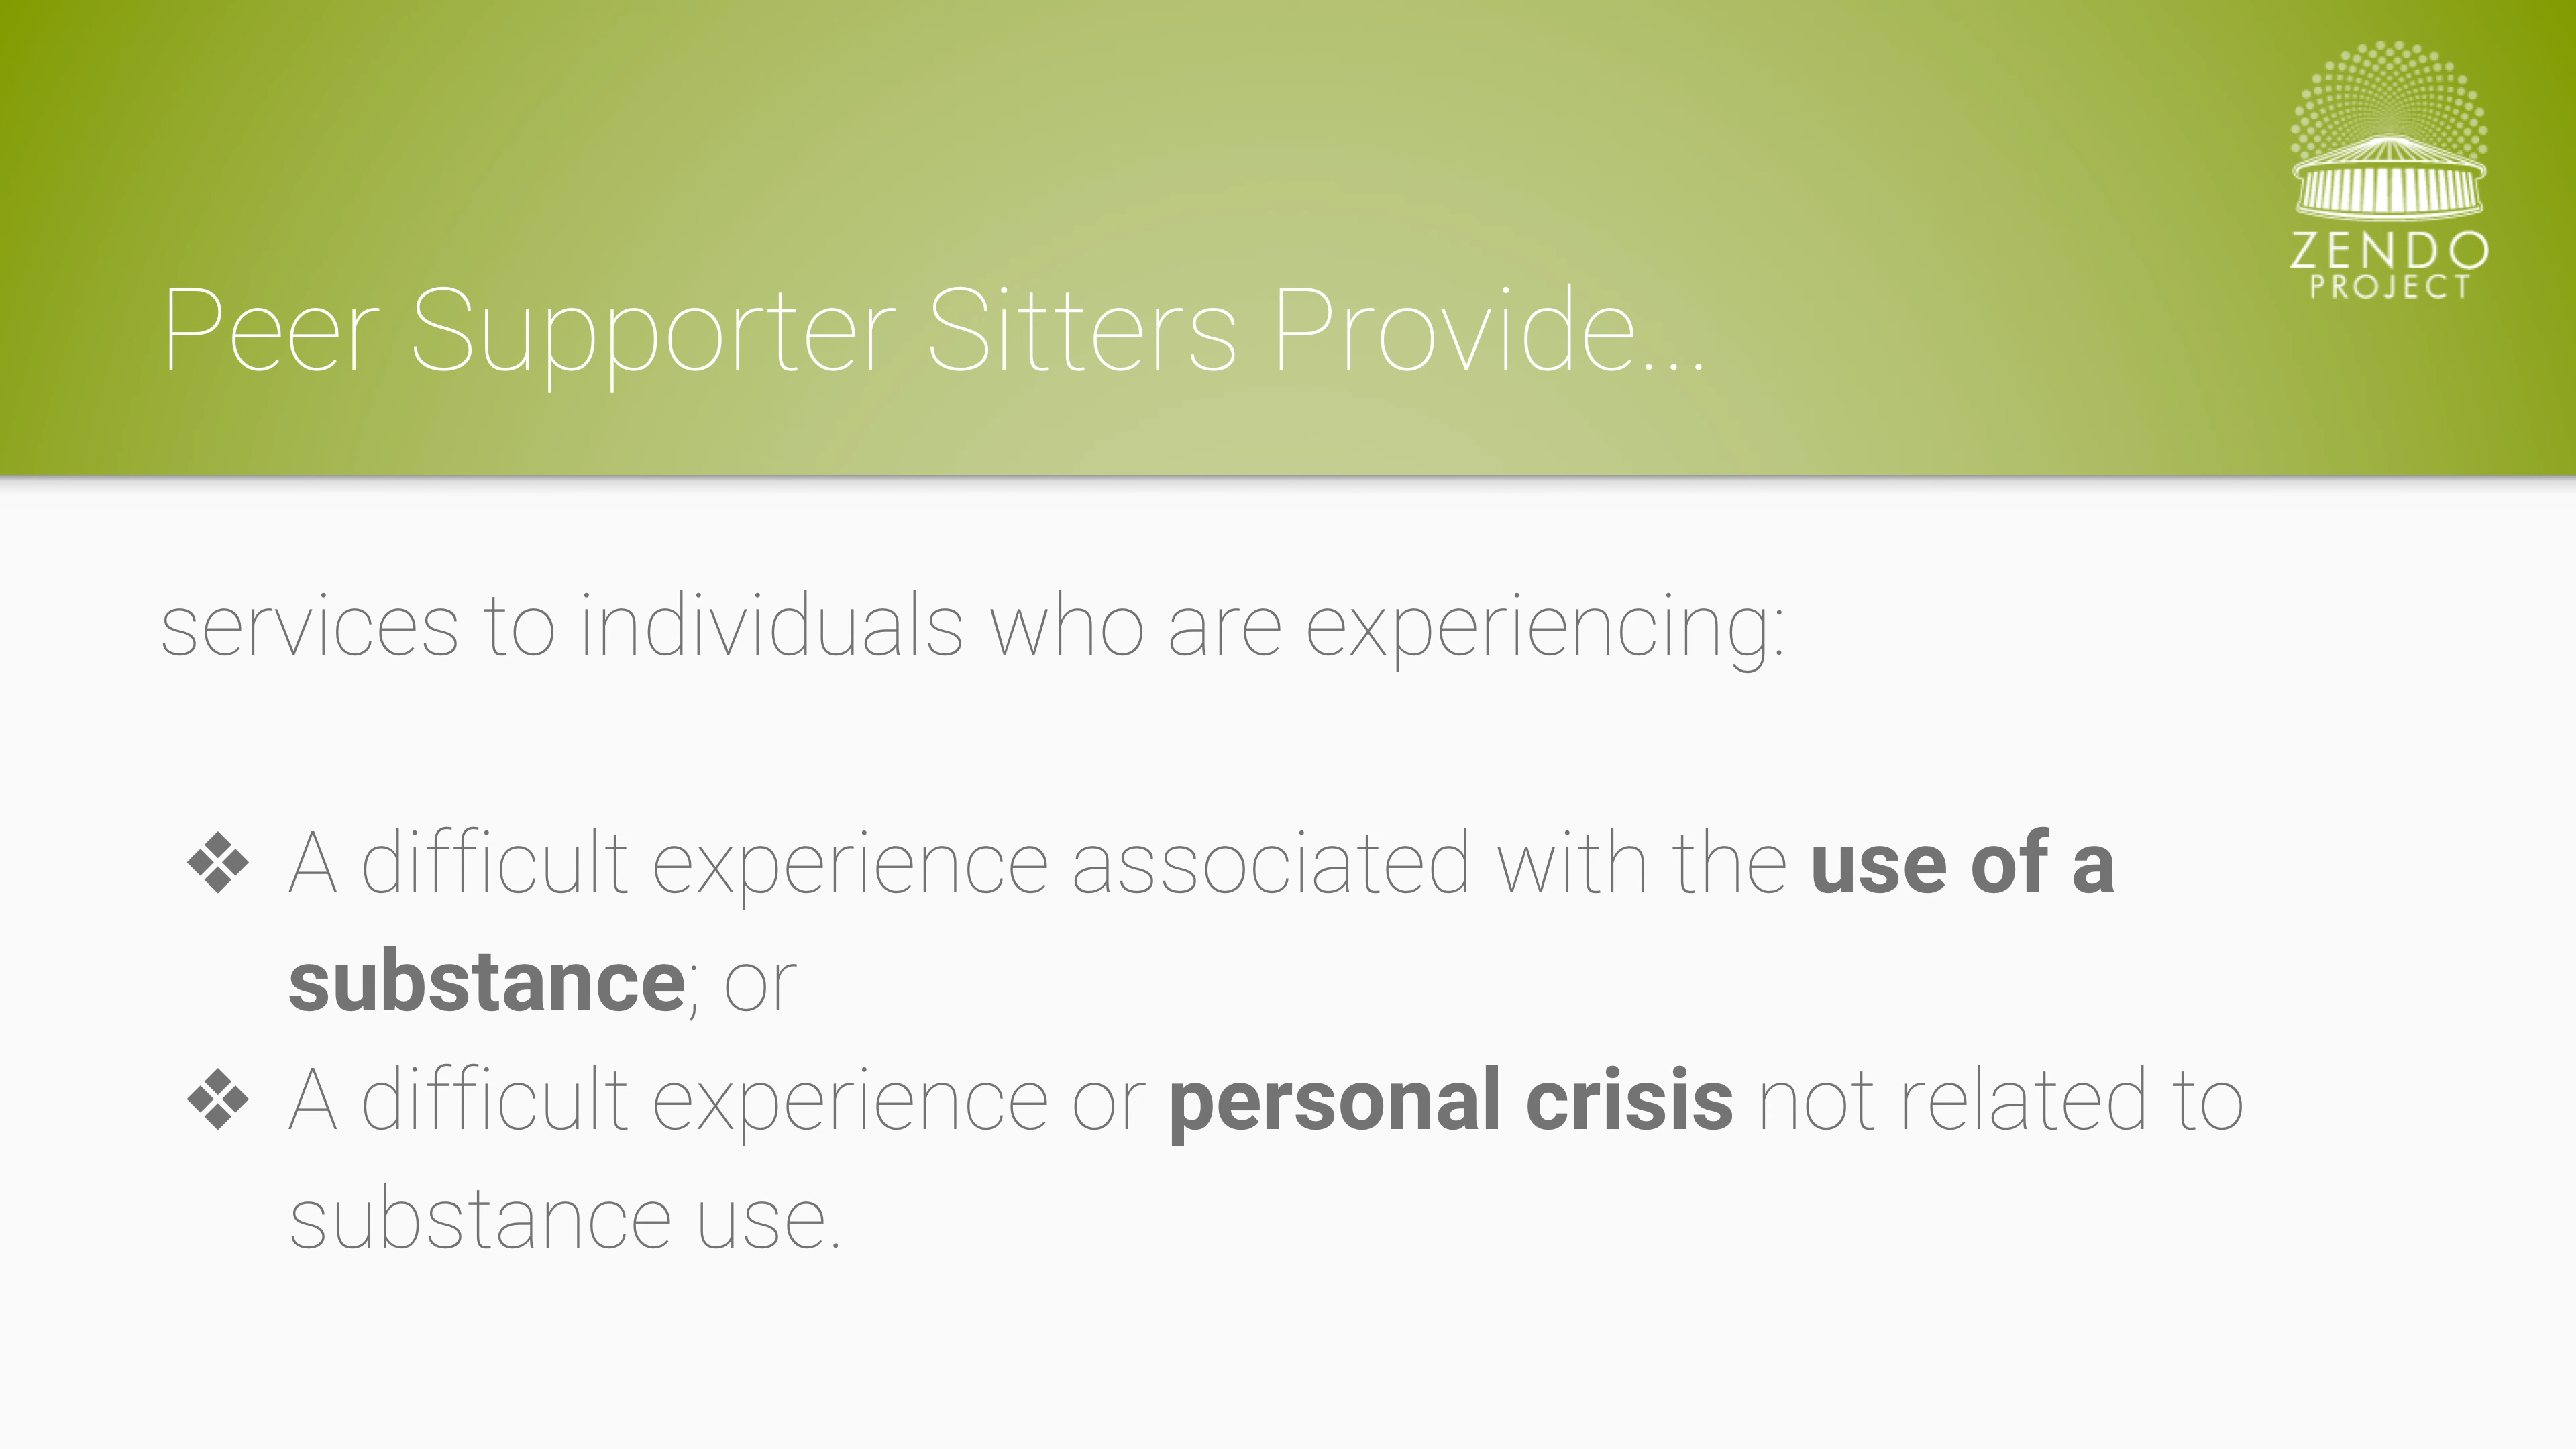 ZENDO
PROJECT
Peer Supporter Sitters Provide...
services to individuals who are experiencing:
❖ A difficult experience associated with the use of a
substance; or
❖ A difficult experience or personal crisis not related to
substance use.